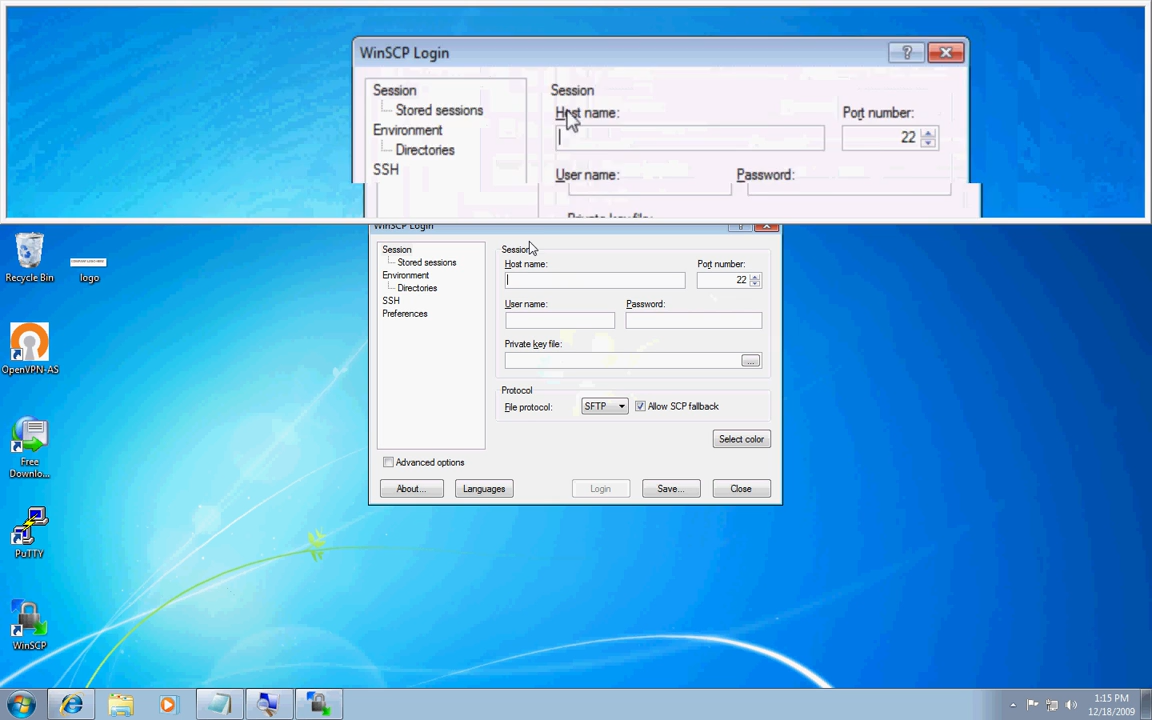 WinSCP Login
Session
Stored sessions
Environment
Directories
SSH
Session
Host name:
Port number:
22
User name:
Password:
WinSCP Login
Session
Stored sessions
Environment
Directories
SSH
Preferences
Session
Host name:
Port number:
22
User name:
Password:
Private key file:
...
Protocol
File protocol:
SFTP
Allow SCP fallback
Select color
Advanced options
About...
Languages
Login
Save...
Close
Recycle Bin
logo
OpenVPN-AS
Free
Downlo...
PuTTY
WinSCP
1:15 PM
12/18/2009